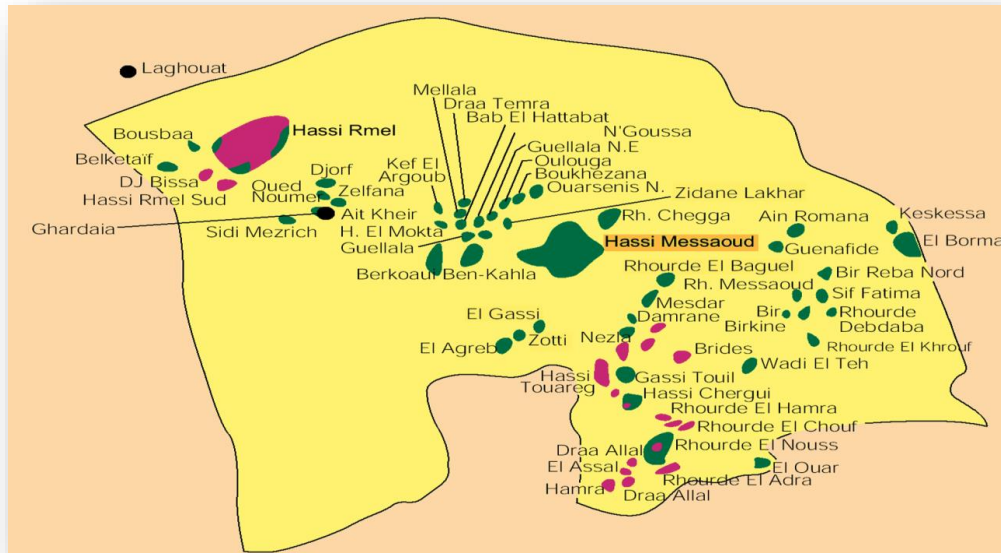 Laghouat
Mellala
Draa Temra
Bab El Hattabat
N'Goussa
Bousbaa
Hassi Rmel
Guellala N.E
Oulouga
Boukhezana
Ouarsenis N.
Belketaïf
Djorf
Kef El
Argoub
DJ Bissa
Hassi Rmel Sud
Oued
Noumer
Zelfana
Zidane Lakhar
Ghardaia
Ait Kheir
Sidi Mezrich
H. El Mokta
Guellala
Rh. Chegga
Ain Romana
Keskessa
Hassi Messaoud
Guenafide
El Borma
Berkoaui
Ben-Kahla
Rhourde El Baguel
Rh. Messaoud
Bir Reba Nord
Mesdar
Sif Fatima
El Gassi
Damrane
Bir
Birkine
Rhourde
Debdaba
El Agreb
Zotti
Nezla
Brides
Rhourde El Khrouf
Hassi
Touareg
Gassi Touil
Wadi El Teh
Hassi Chergui
Rhourde El Hamra
Rhourde El Chouf
Draa Allal
Rhourde El Nouss
El Assal
El Ouar
Hamra
Rhourde El Adra
Draa Allal